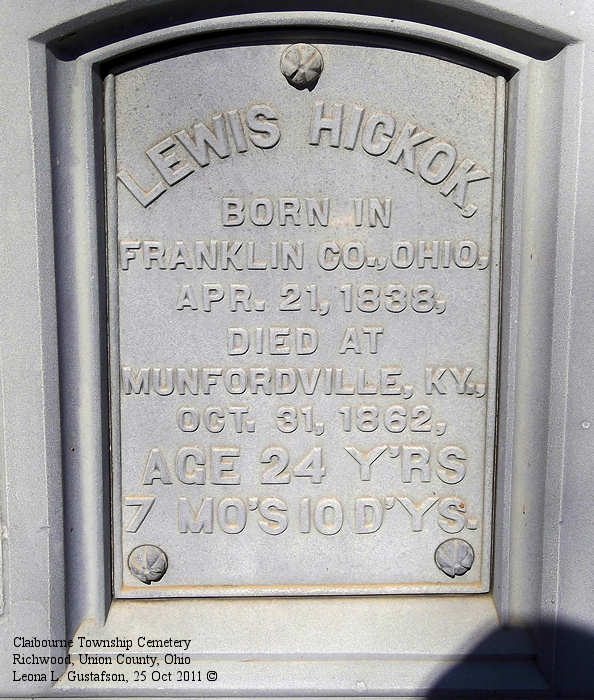 LEWIS HICKOK,
BORN IN
FRANKLIN CO., OHIO,
APR. 21, 1838,
DIED AT
MUNFORDVILLE, KY.,
OCT. 31, 1862,
AGE 24 Y'RS
7 MO'S 10 D'YS.
Claibourne Township Cemetery
Richwood, Union County, Ohio
Leona L. Gustafson, 25 Oct 2011 ©